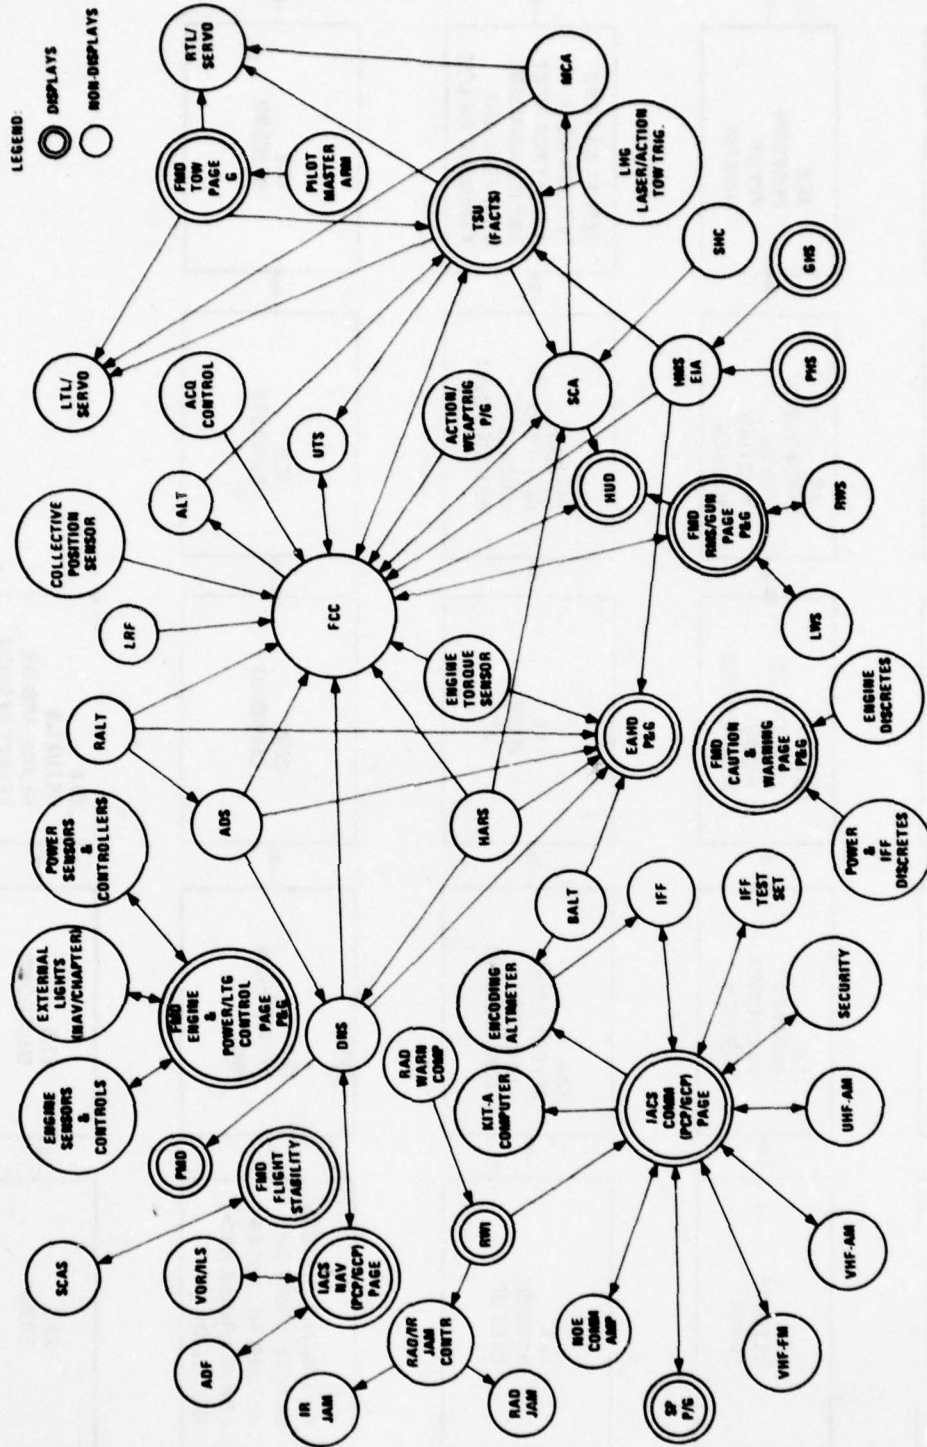 LEGEND:
DISPLAYS
NON-DISPLAYS
RTL/
SERVO
FMD
TOW
PAGE
G
PILOT
MASTER
ARM
MCA
TSU
(FACTS)
LHG
LASER/ACTION
TOW TRIG.
LTL/
SERVO
ACQ
CONTROL
ALT
UTS
ACTION/
WEAPTRIG
P/G
SCA
SHC
HMS
EIA
GHS
PHS
COLLECTIVE
POSITION
SENSOR
LRF
FCC
HUD
FMD
RMS/GUN
PAGE
P&G
RWS
LWS
RALT
ADS
ENGINE
TORQUE
SENSOR
EAHD
P&G
HARS
FMD
CAUTION
&
WARNING
PAGE
P&G
ENGINE
DISCRETES
POWER
&
IFF
DISCRETES
POWER
SENSORS
&
CONTROLLERS
EXTERNAL
LIGHTS
(NAV/CHAPTER)
ENGINE
SENSORS
&
CONTROLS
FMD
ENGINE
&
POWER/LTG
CONTROL
PAGE
P&G
DNS
BALT
ENCODING
ALTIMETER
IFF
IFF
TEST
SET
PMD
RAD
WARN
COMP
KIT-A
COMPUTER
IACS
COMM
(PCP/GCP)
PAGE
SECURITY
UHF-AM
SCAS
FMD
FLIGHT
STABILITY
VOR/ILS
IACS
NAV
(PCP/GCP)
PAGE
RWI
VHF-AM
ADF
RAD/IR
JAM
CONTR
NOE
COMM
AMP
VHF-FM
IR
JAM
RAD
JAM
SP
P/G